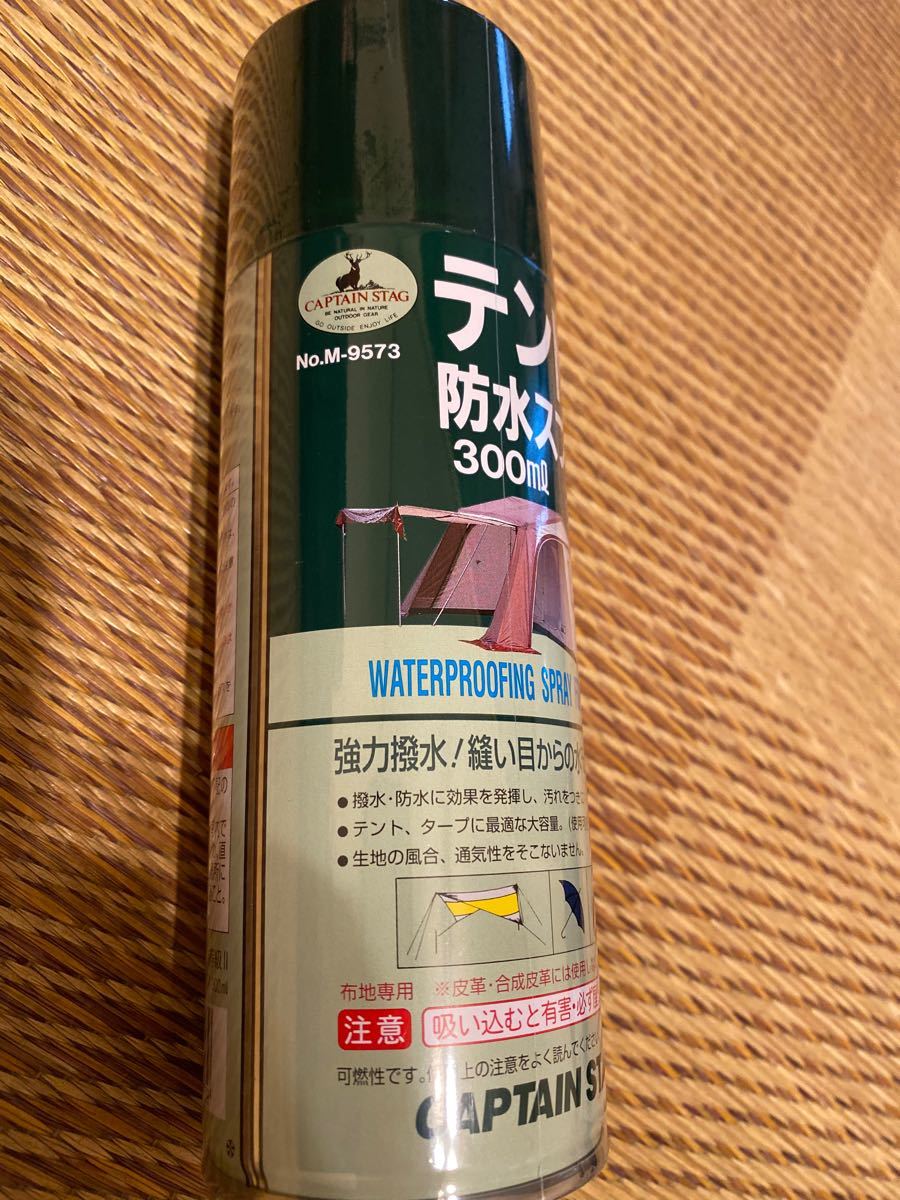 CAPTAIN STAG
BE NATURAL IN NATURE
OUTDOOR GEAR
GO OUTSIDE ENJOY LIFE
No.M-9573
テン
防水ス
300mℓ
WATERPROOFING SPRAY
強力撥水!縫い目からの水
●撥水・防水に効果を発揮し、汚れをつき
●テント、タープに最適な大容量。(使用
●生地の風合、通気性をそこないません。
布地専用 ※皮革・合成皮革には使用し
注意 吸い込むと有害・必ず
可燃性です。 上の注意をよく読んでください
CAPTAIN ST